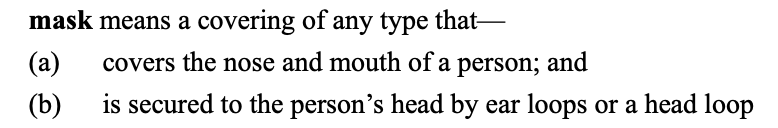 mask means a covering of any type that—
(a) covers the nose and mouth of a person; and
(b) is secured to the person’s head by ear loops or a head loop